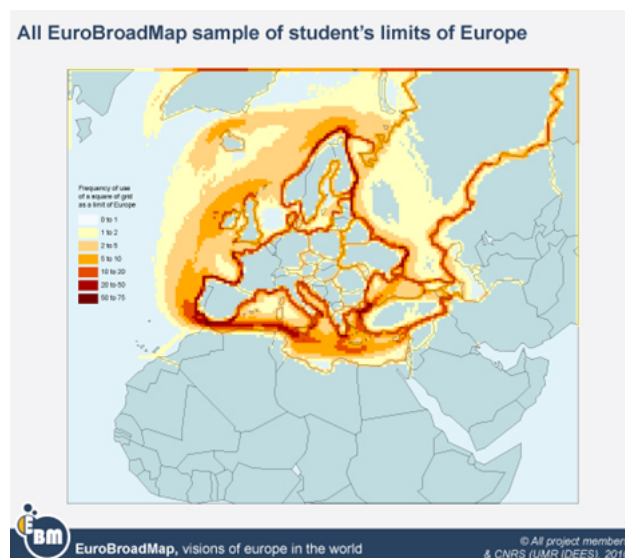 All EuroBroadMap sample of student's limits of Europe
Frequency of use
of a square of grid
as a limit of Europe
0 to 1
1 to 2
2 to 5
5 to 10
10 to 20
20 to 50
50 to 75
EBM
EuroBroadMap, visions of europe in the world
© All project member
& CNRS (UMR IDEES), 201